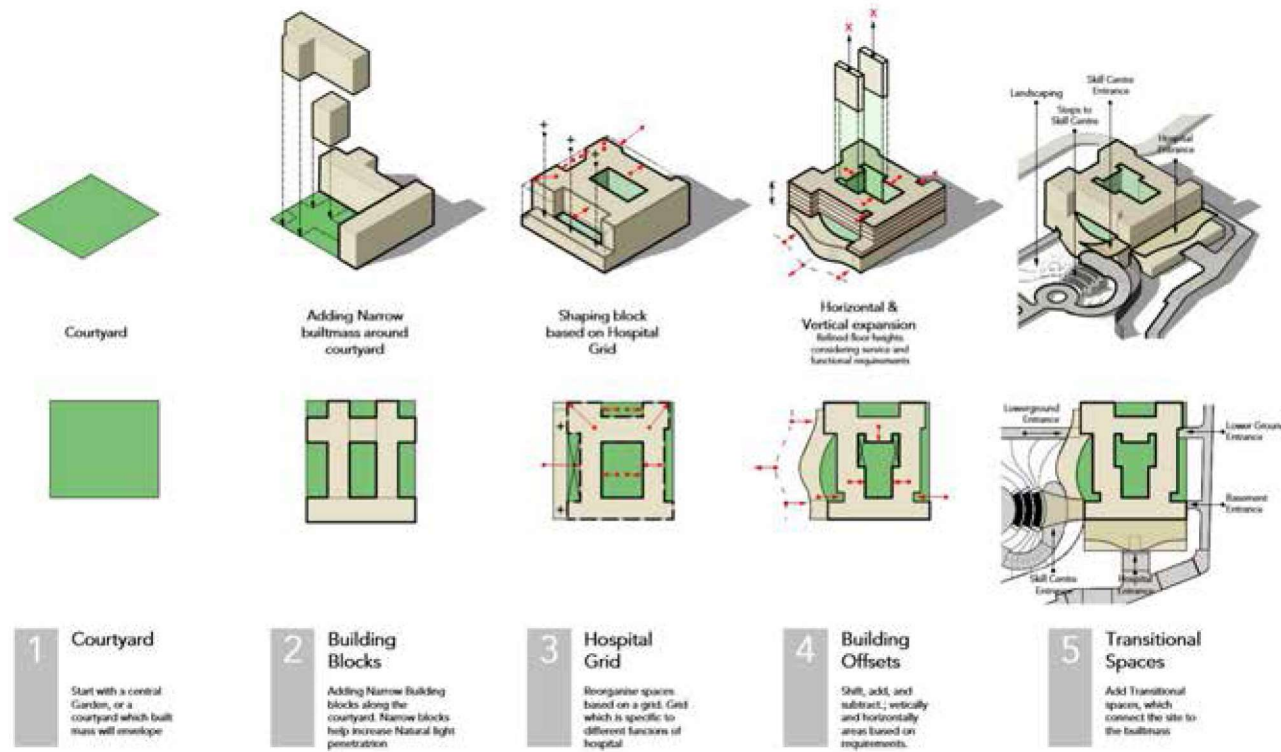 X
X
Landscaping
Skill Centre
Entrance
Steps to
Skill Centre
Hospital
Entrance
Courtyard
Adding Narrow
builtmass around
courtyard
Shaping block
based on Hospital
Grid
Horizontal &
Vertical expansion
Refined floor heights
considering service and
functional requirements
Lowerground
Entrance
Lower Groun
Entrance
Basement
Entrance
Skill Centre
Entrance
Hospital
Entrance
1
Courtyard
Start with a central
Garden, or a
courtyard which built
mass will envelope
2
Building
Blocks
Adding Narrow Building
blocks along the
courtyard. Narrow blocks
help increase Natural light
penetratrion
3
Hospital
Grid
Reorganise spaces
based on a grid. Grid
which is specific to
different funcions of
hospital
4
Building
Offsets
Shift, add, and
subtract.; vetically
and horizontally
areas based on
requirements.
5
Transitional
Spaces
Add Transitional
spaces, which
connect the site to
the builtmass